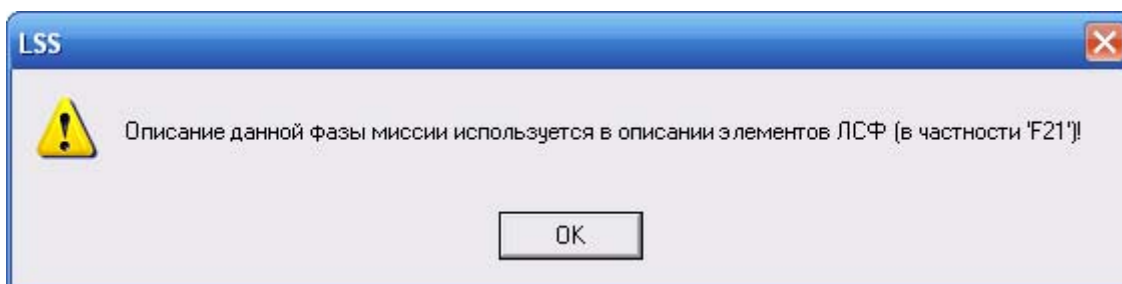 LSS
Описание данной фазы миссии используется в описании элементов ЛСФ (в частности 'F21')!
OK